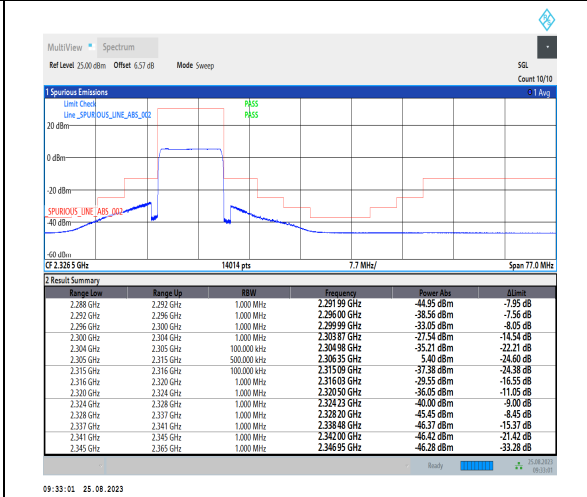 MultiView Spectrum
Ref Level 25.00 dBm Offset 6.57 dB Mode Sweep SGL
Count 10/10
1 Spurious Emissions 1 Avg
Limit Check PASS
Line _SPURIOUS_LINE_ABS_002 PASS
20 dBm
0 dBm
-20 dBm
SPURIOUS_LINE_ABS_002
-40 dBm
-60 dBm
CF 2.326 5 GHz 14014 pts 7.7 MHz/ Span 77.0 MHz
2 Result Summary
Range Low Range Up RBW Frequency Power Abs ΔLimit
2.288 GHz 2.292 GHz 1.000 MHz 2.291 99 GHz -44.95 dBm -7.95 dB
2.292 GHz 2.296 GHz 1.000 MHz 2.296 00 GHz -38.56 dBm -7.56 dB
2.296 GHz 2.300 GHz 1.000 MHz 2.299 99 GHz -33.05 dBm -8.05 dB
2.300 GHz 2.304 GHz 1.000 MHz 2.303 87 GHz -27.54 dBm -14.54 dB
2.304 GHz 2.305 GHz 100.000 kHz 2.304 98 GHz -35.21 dBm -22.21 dB
2.305 GHz 2.315 GHz 500.000 kHz 2.306 35 GHz 5.40 dBm -24.60 dB
2.315 GHz 2.316 GHz 100.000 kHz 2.315 09 GHz -37.38 dBm -24.38 dB
2.316 GHz 2.320 GHz 1.000 MHz 2.316 03 GHz -29.55 dBm -16.55 dB
2.320 GHz 2.324 GHz 1.000 MHz 2.320 50 GHz -36.05 dBm -11.05 dB
2.324 GHz 2.328 GHz 1.000 MHz 2.324 23 GHz -40.00 dBm -9.00 dB
2.328 GHz 2.337 GHz 1.000 MHz 2.328 20 GHz -45.45 dBm -8.45 dB
2.337 GHz 2.341 GHz 1.000 MHz 2.338 48 GHz -46.37 dBm -15.37 dB
2.341 GHz 2.345 GHz 1.000 MHz 2.342 00 GHz -46.42 dBm -21.42 dB
2.345 GHz 2.365 GHz 1.000 MHz 2.346 95 GHz -46.28 dBm -33.28 dB
Ready 25.08.2023
09:33:01
09:33:01 25.08.2023